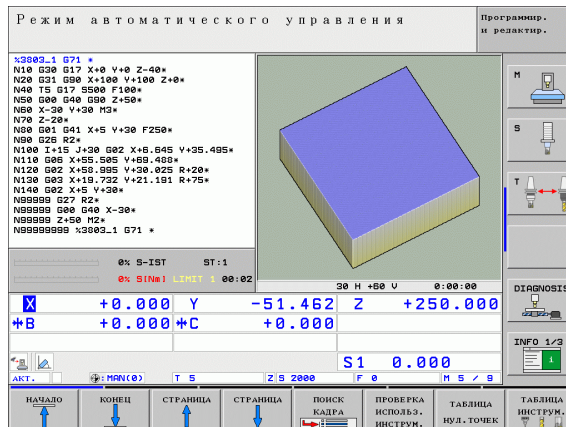 Режим автоматического управления
Программир.
и редактир.
%3803_1 G71 *
N10 G30 G17 X+0 Y+0 Z-40*
N20 G31 G90 X+100 Y+100 Z+0*
N40 T5 G17 S500 F100*
N50 G00 G40 G90 Z+50*
N60 X-30 Y+30 M3*
N70 Z-20*
N80 G01 G41 X+5 Y+30 F250*
N90 G26 R2*
N100 I+15 J+30 G02 X+6.645 Y+35.495*
N110 G06 X+55.505 Y+69.488*
N120 G02 X+58.995 Y+30.025 R+20*
N130 G03 X+19.732 Y+21.191 R+75*
N140 G02 X+5 Y+30*
N99999 G27 R2*
N99999 G00 G40 X-30*
N99999 Z+50 M2*
N99999999 %3803_1 G71 *
M
S
T
0% S-IST ST:1
0% S[Nm] LIMIT 1 00:02
30 H +60 V 0:00:00
X +0.000 Y -51.462 Z +250.000
B +0.000 C +0.000
S1 0.000
АКТ. : MAN(0) T 5 Z S 2000 F 0 M 5 / 9
DIAGNOSIS
INFO 1/3
НАЧАЛО
КОНЕЦ
СТРАНИЦА
СТРАНИЦА
ПОИСК
КАДРА
ПРОВЕРКА
ИСПОЛЬЗ.
ИНСТРУМ.
ТАБЛИЦА
НУЛ.ТОЧЕК
ТАБЛИЦА
ИНСТРУМ.